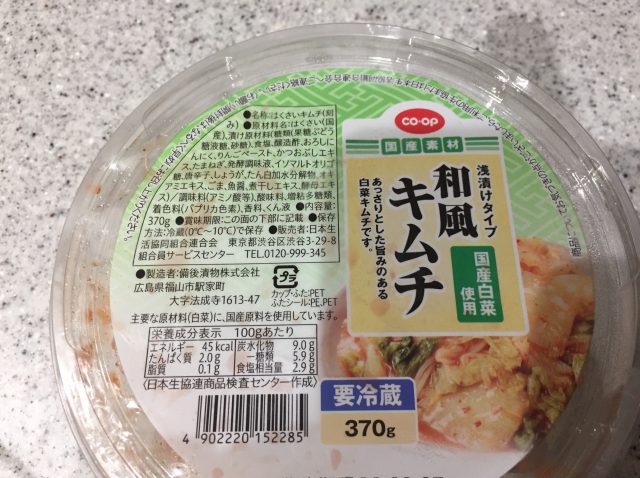 ●名称:はくさいキムチ(刻み)
●原材料名:はくさい(国産)、漬け原材料(糖類(果糖ぶどう
糖液糖、砂糖)、食塩、醸造酢、おろしに
んにく、りんごペースト、かつおぶしエキ
ス、たまねぎ、発酵調味液、イソマルトオリゴ
糖、唐辛子、しょうが、たん白加水分解物、オキ
アミエキス、ごま、魚醤、煮干しエキス、酵母エキ
ス)/調味料(アミノ酸等)、酸味料、増粘多糖類、
着色料(パプリカ色素)、香料、くん液 ●内容量:
370g ●賞味期限:この面の下部に記載 ●保存
方法:冷蔵(0℃~10℃)で保存 ●販売者:日本生
活協同組合連合会 東京都渋谷区渋谷3-29-8
組合員サービスセンター TEL.0120-999-345
●製造者:備後漬物株式会社
広島県福山市駅家町
大字法成寺1613-47
プラ
カップ・ふた:PET
ふたシール:PE,PET
主要な原材料(白菜)に、国産原料を使用しています。
栄養成分表示 100gあたり
エネルギー 45kcal 炭水化物 9.0g
たんぱく質 2.0g ー糖類 5.9g
脂質 0.1g 食塩相当量 2.9g
(日本生協連商品検査センター作成)
4 902220 152285
co·op
国産素材
浅漬けタイプ
和風
キムチ
あっさりとした旨みのある
白菜キムチです。
国産白菜
使用
要冷蔵
370g